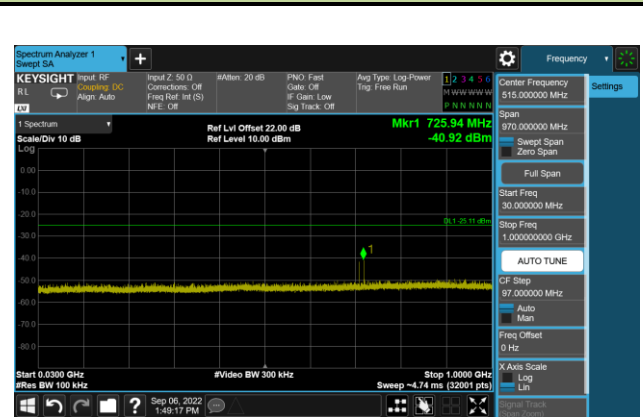 Spectrum Analyzer 1
Swept SA
Frequency
KEYSIGHT
RL
Input: RF
Coupling: DC
Align: Auto
Input Z: 50 Ω
Corrections: Off
Freq Ref: Int (S)
NFE: Off
#Atten: 20 dB
PNO: Fast
Gate: Off
IF Gain: Low
Sig Track: Off
Avg Type: Log-Power
Trig: Free Run
1 2 3 4 5 6
M W W W W W
P N N N N N
Center Frequency
515.000000 MHz
Settings
1 Spectrum
Scale/Div 10 dB
Log
Ref Lvl Offset 22.00 dB
Ref Level 10.00 dBm
Mkr1 725.94 MHz
-40.92 dBm
Span
970.000000 MHz
Swept Span
Zero Span
Full Span
Start Freq
30.000000 MHz
Stop Freq
1.000000000 GHz
AUTO TUNE
CF Step
97.000000 MHz
Auto
Man
Freq Offset
0 Hz
X Axis Scale
Log
Lin
Signal Track
(Span Zoom)
0.00
-10.0
-20.0
DL1 -25.11 dBm
-30.0
1
-40.0
-50.0
-60.0
-70.0
-80.0
Start 0.0300 GHz
#Res BW 100 kHz
#Video BW 300 kHz
Stop 1.0000 GHz
Sweep ~4.74 ms (32001 pts)
?
Sep 06, 2022
1:49:17 PM